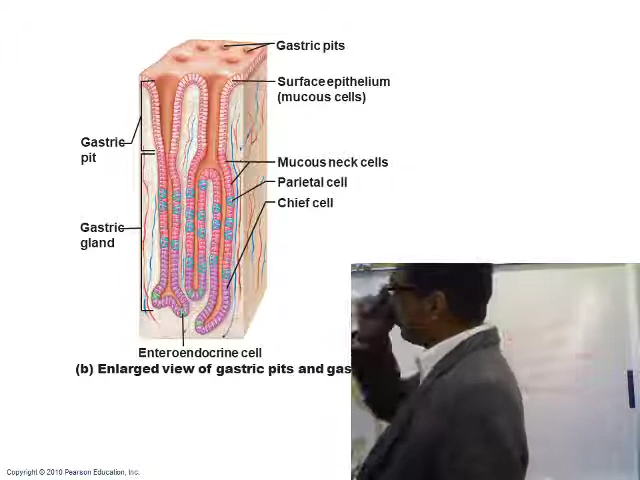 Gastric pits
Surface epithelium
(mucous cells)
Gastric
pit
Mucous neck cells
Parietal cell
Chief cell
Gastric
gland
Enteroendocrine cell
(b) Enlarged view of gastric pits and gas
Copyright © 2010 Pearson Education, Inc.